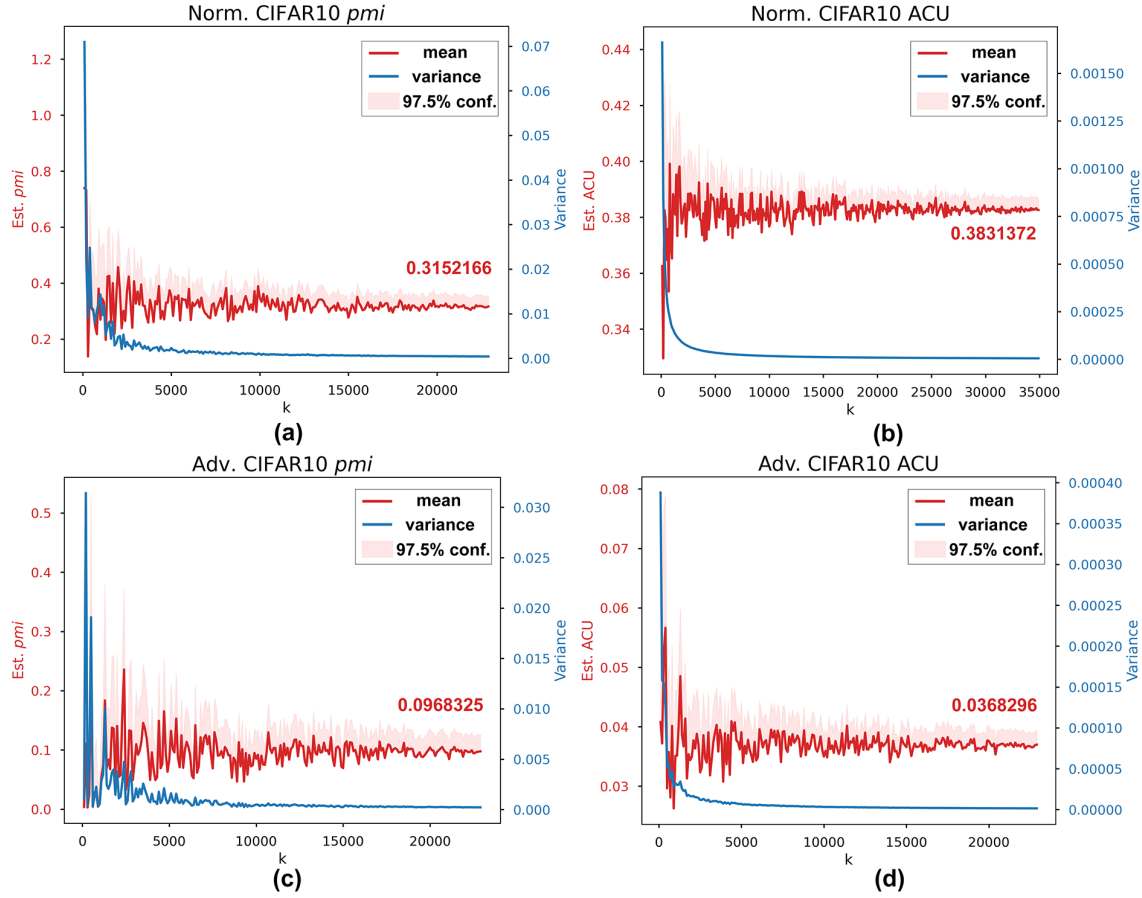 Norm. CIFAR10 pmi
1.2
1.0
0.8
0.6
0.4
0.2
Est. pmi
mean
variance
97.5% conf.
0.3152166
0.07
0.06
0.05
0.04
0.03
0.02
0.01
0.00
Variance
0 5000 10000 15000 20000
k
(a)
Norm. CIFAR10 ACU
0.44
0.42
0.40
0.38
0.36
0.34
Est. ACU
mean
variance
97.5% conf.
0.3831372
0.00150
0.00125
0.00100
0.00075
0.00050
0.00025
0.00000
Variance
0 5000 10000 15000 20000 25000 30000 35000
k
(b)
Adv. CIFAR10 pmi
0.5
0.4
0.3
0.2
0.1
0.0
Est. pmi
mean
variance
97.5% conf.
0.0968325
0.030
0.025
0.020
0.015
0.010
0.005
0.000
Variance
0 5000 10000 15000 20000
k
(c)
Adv. CIFAR10 ACU
0.08
0.07
0.06
0.05
0.04
0.03
Est. ACU
mean
variance
97.5% conf.
0.0368296
0.00040
0.00035
0.00030
0.00025
0.00020
0.00015
0.00010
0.00005
0.00000
Variance
0 5000 10000 15000 20000
k
(d)